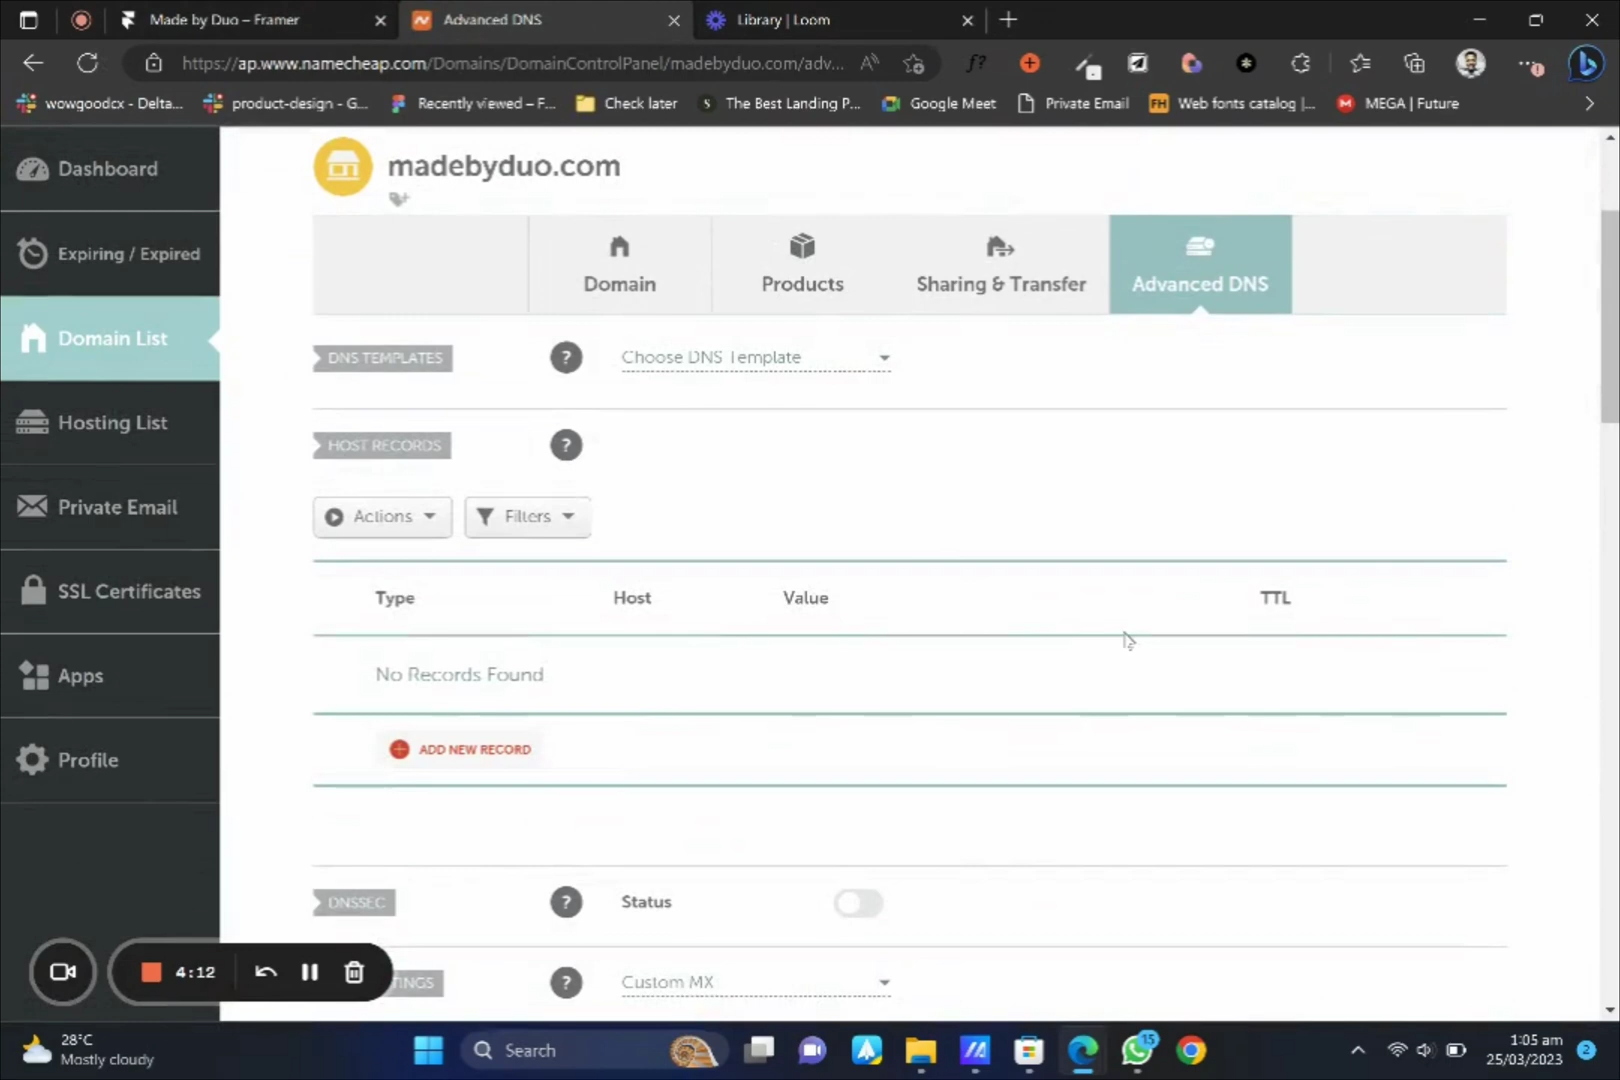 Made by Duo – Framer
Advanced DNS
Library | Loom
https://ap.www.namecheap.com/Domains/DomainControlPanel/madebyduo.com/adv...
wowgoodcx – Delta...
product-design – G...
Recently viewed – F...
Check later
The Best Landing P...
Google Meet
Private Email
FH
Web fonts catalog |...
MEGA | Future
Dashboard
Expiring / Expired
Domain List
Hosting List
Private Email
SSL Certificates
Apps
Profile
madebyduo.com
Domain
Products
Sharing & Transfer
Advanced DNS
DNS TEMPLATES
?
Choose DNS Template
HOST RECORDS
?
Actions
Filters
Type Host Value TTL
No Records Found
ADD NEW RECORD
DNSSEC
?
Status
TINGS
?
Custom MX
4:12
28°C
Mostly cloudy
Search
15
1:05 am
25/03/2023
2